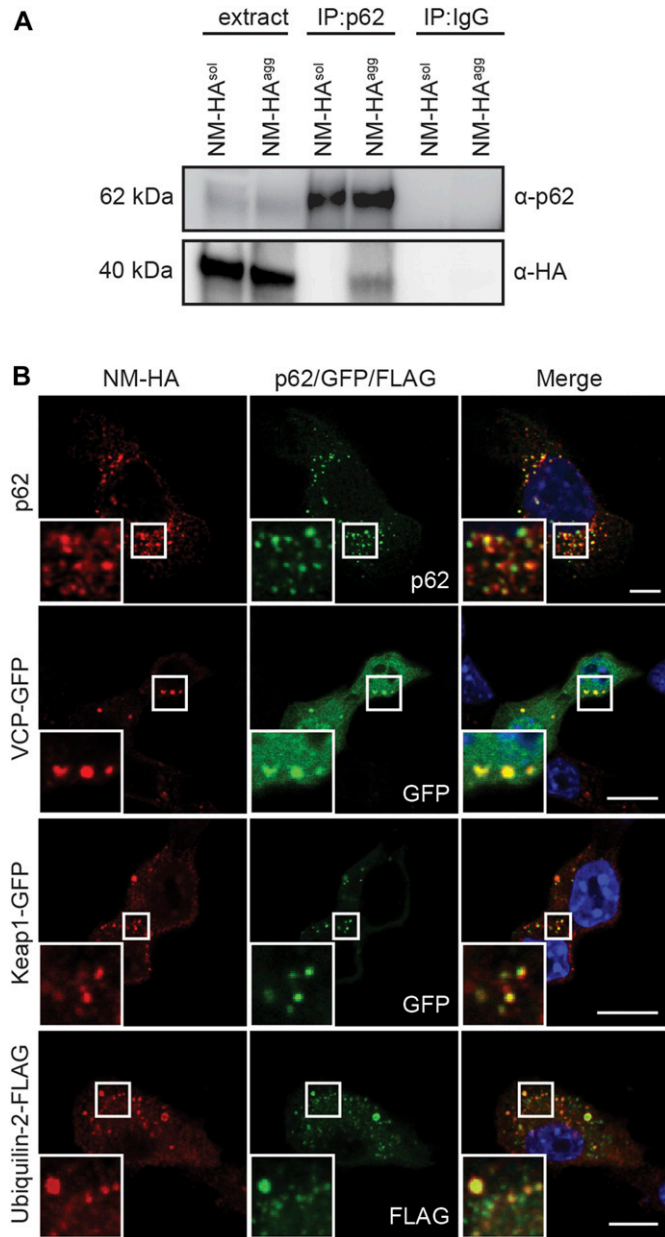 A
extract IP:p62 IP:IgG
NM-HAsol NM-HAagg NM-HAsol NM-HAagg NM-HAsol NM-HAagg
62 kDa α-p62
40 kDa α-HA
B
NM-HA p62/GFP/FLAG Merge
p62
p62
VCP-GFP
GFP
Keap1-GFP
GFP
Ubiquilin-2-FLAG
FLAG